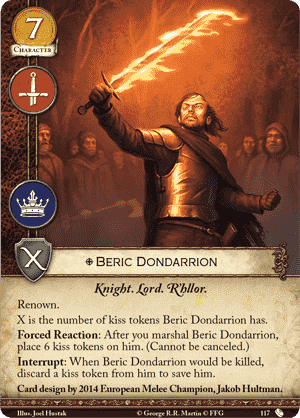 7
CHARACTER
X
BERIC DONDARRION
Knight. Lord. R'hllor.
Renown.
X is the number of kiss tokens Beric Dondarrion has.
Forced Reaction: After you marshal Beric Dondarrion,
place 6 kiss tokens on him. (Cannot be canceled.)
Interrupt: When Beric Dondarrion would be killed,
discard a kiss token from him to save him.
Card design by 2014 European Melee Champion, Jakob Hultman.
Illus. Joel Hustak © George R.R. Martin © FFG 117